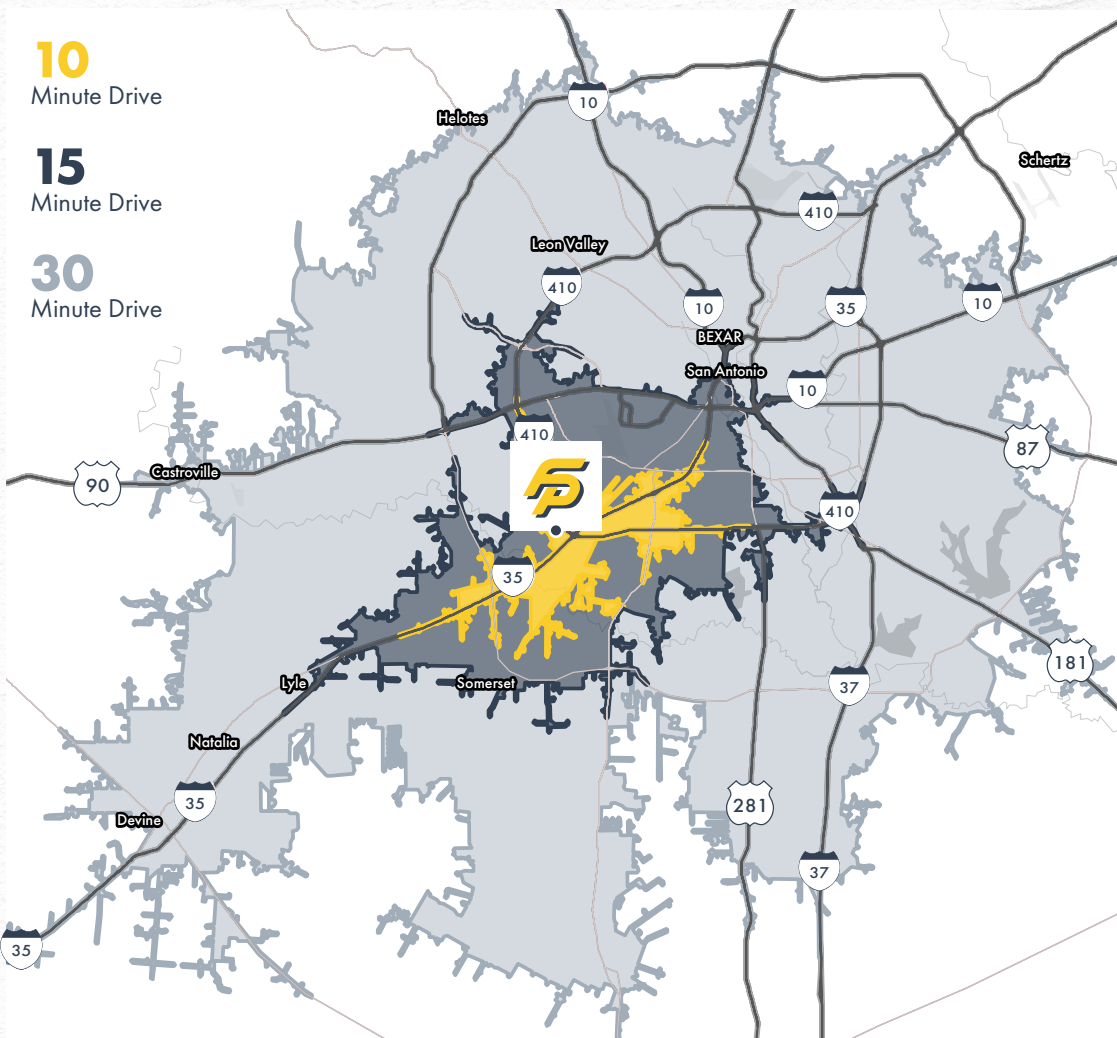 10
Minute Drive
15
Minute Drive
30
Minute Drive
10
Helotes
Schertz
410
Leon Valley
410
10
35
10
BEXAR
San Antonio
10
410
87
90
Castroville
FP
410
35
181
Lyle
Somerset
37
Natalia
35
281
Devine
37
35